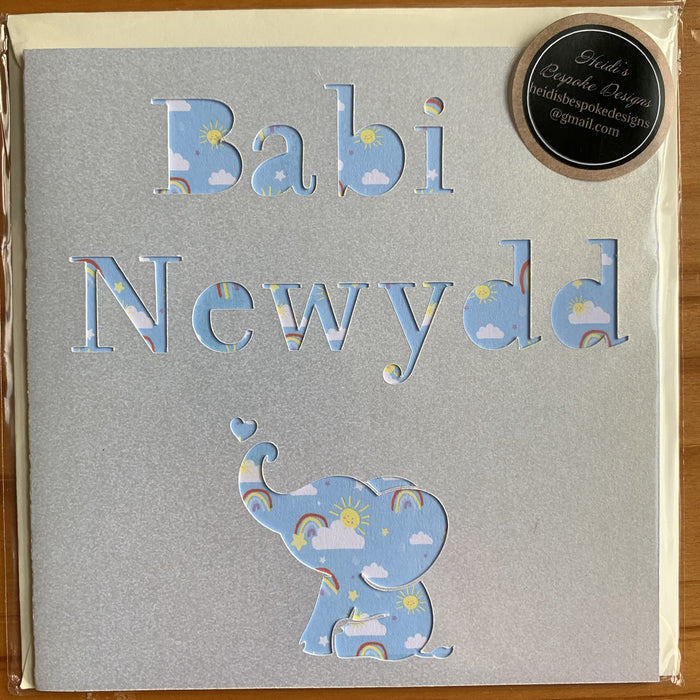 Babi
Newydd
Heidi's
Bespoke Designs
heidisbespokedesigns
@gmail.com